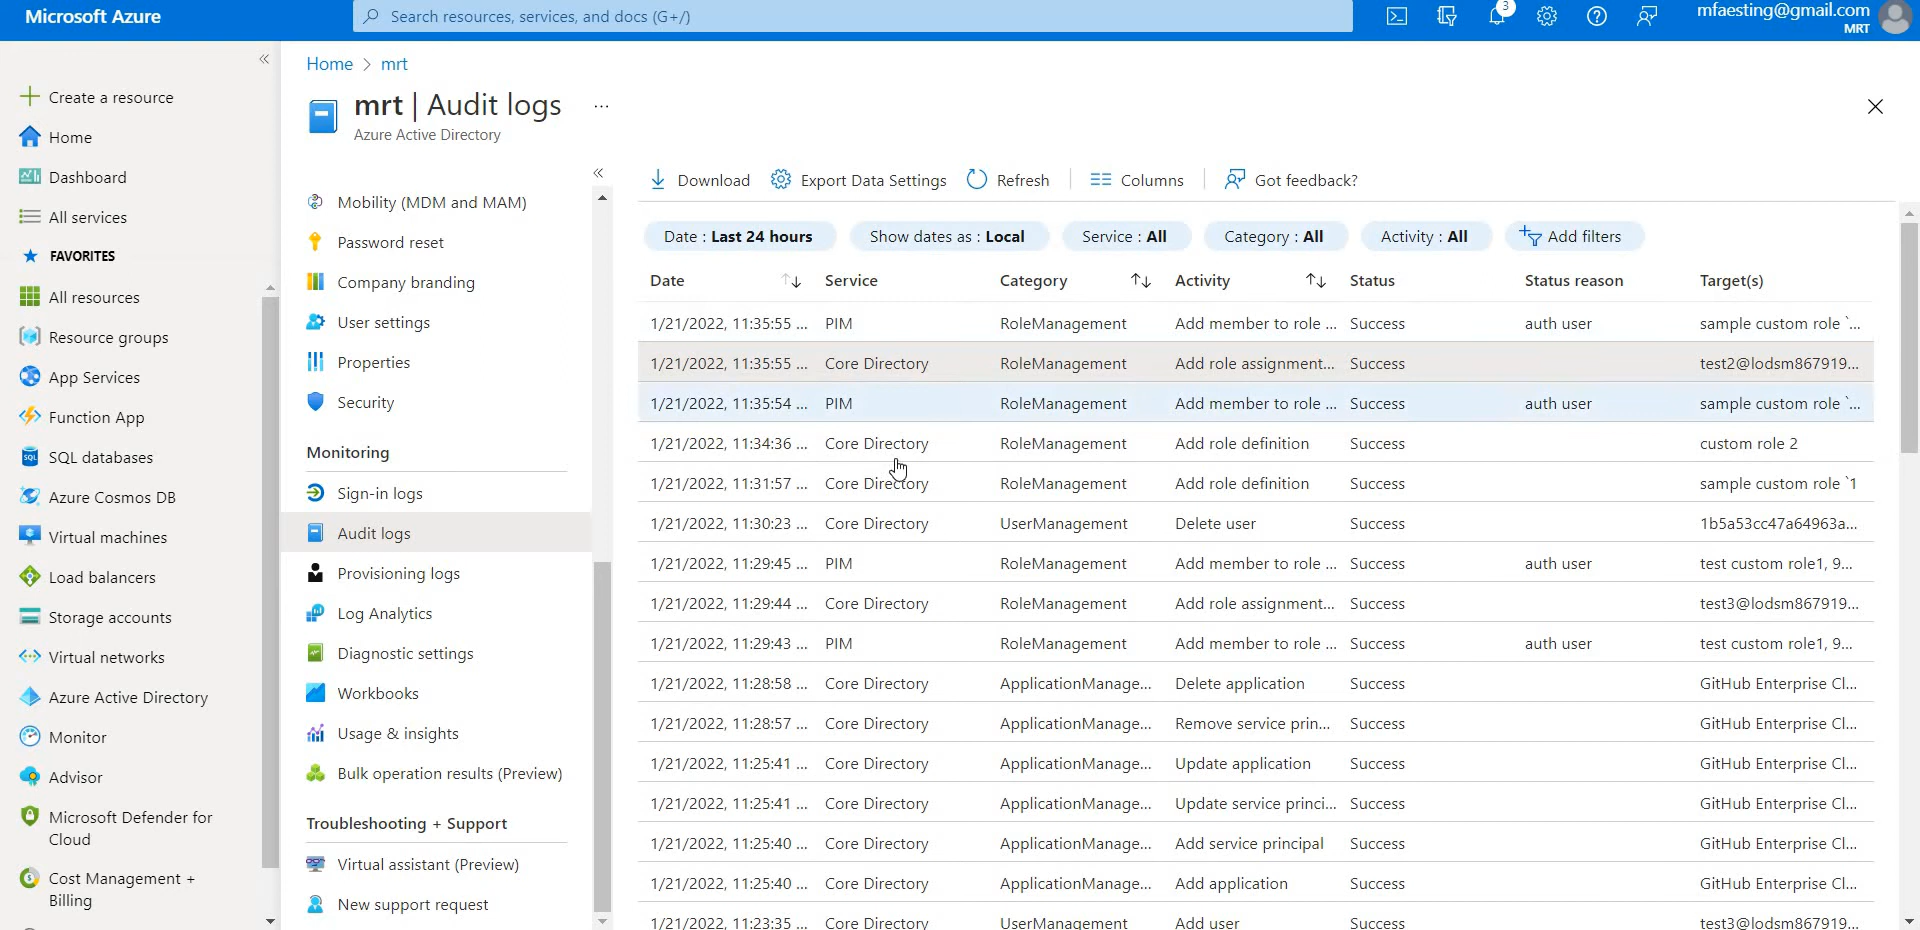 Microsoft Azure
Search resources, services, and docs (G+/)
3
mfaesting@gmail.com
MRT
Create a resource
Home
Dashboard
All services
FAVORITES
All resources
Resource groups
App Services
Function App
SQL databases
Azure Cosmos DB
Virtual machines
Load balancers
Storage accounts
Virtual networks
Azure Active Directory
Monitor
Advisor
Microsoft Defender for
Cloud
Cost Management +
Billing
Home > mrt
mrt | Audit logs ...
Azure Active Directory
Mobility (MDM and MAM)
Password reset
Company branding
User settings
Properties
Security
Monitoring
Sign-in logs
Audit logs
Provisioning logs
Log Analytics
Diagnostic settings
Workbooks
Usage & insights
Bulk operation results (Preview)
Troubleshooting + Support
Virtual assistant (Preview)
New support request
Download Export Data Settings Refresh Columns Got feedback?
Date : Last 24 hours Show dates as : Local Service : All Category : All Activity : All Add filters
Date Service Category Activity Status Status reason Target(s)
1/21/2022, 11:35:55 ... PIM RoleManagement Add member to role ... Success auth user sample custom role `...
1/21/2022, 11:35:55 ... Core Directory RoleManagement Add role assignment... Success test2@lodsm867919...
1/21/2022, 11:35:54 ... PIM RoleManagement Add member to role ... Success auth user sample custom role `...
1/21/2022, 11:34:36 ... Core Directory RoleManagement Add role definition Success custom role 2
1/21/2022, 11:31:57 ... Core Directory RoleManagement Add role definition Success sample custom role `1
1/21/2022, 11:30:23 ... Core Directory UserManagement Delete user Success 1b5a53cc47a64963a...
1/21/2022, 11:29:45 ... PIM RoleManagement Add member to role ... Success auth user test custom role1, 9...
1/21/2022, 11:29:44 ... Core Directory RoleManagement Add role assignment... Success test3@lodsm867919...
1/21/2022, 11:29:43 ... PIM RoleManagement Add member to role ... Success auth user test custom role1, 9...
1/21/2022, 11:28:58 ... Core Directory ApplicationManage... Delete application Success GitHub Enterprise Cl...
1/21/2022, 11:28:57 ... Core Directory ApplicationManage... Remove service prin... Success GitHub Enterprise Cl...
1/21/2022, 11:25:41 ... Core Directory ApplicationManage... Update application Success GitHub Enterprise Cl...
1/21/2022, 11:25:41 ... Core Directory ApplicationManage... Update service princi... Success GitHub Enterprise Cl...
1/21/2022, 11:25:40 ... Core Directory ApplicationManage... Add service principal Success GitHub Enterprise Cl...
1/21/2022, 11:25:40 ... Core Directory ApplicationManage... Add application Success GitHub Enterprise Cl...
1/21/2022, 11:23:35 ... Core Directory UserManagement Add user Success test3@lodsm867919...